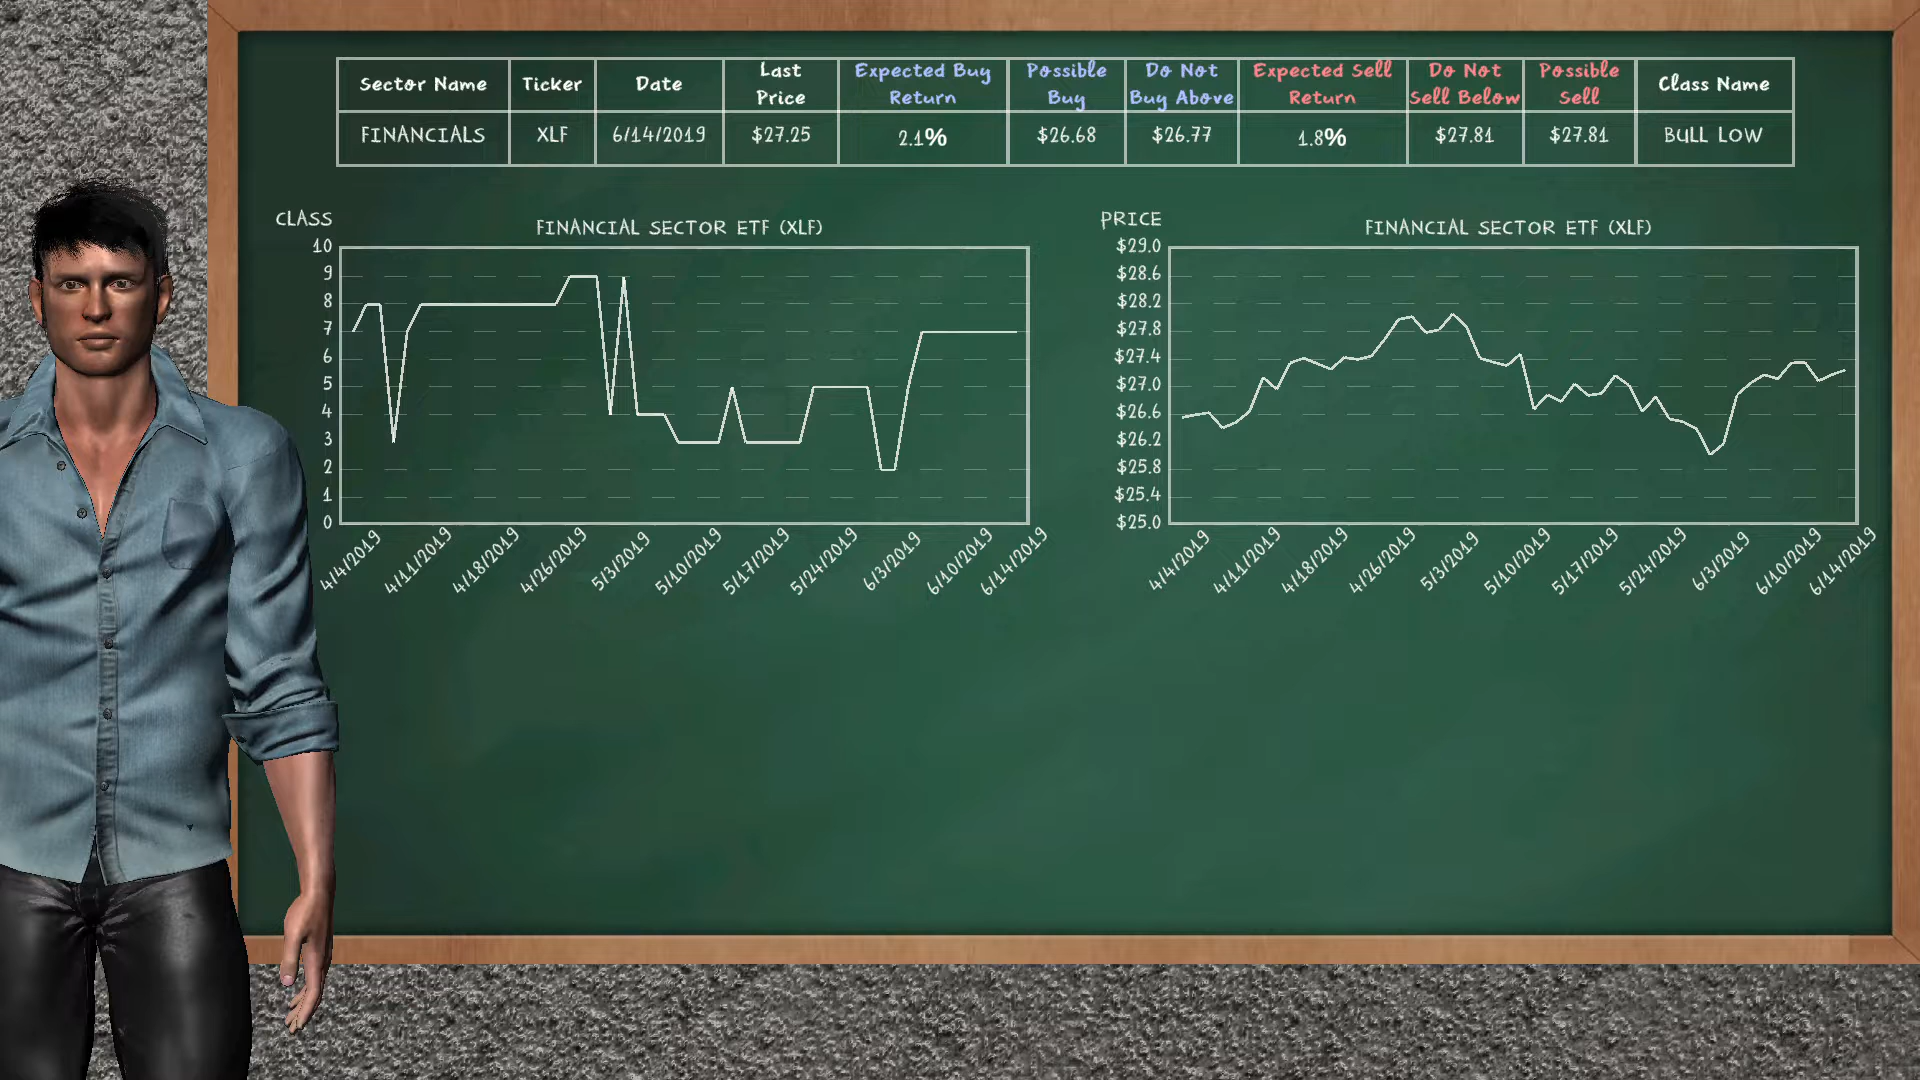 Sector Name Ticker Date Last Price Expected Buy Return Possible Buy Do Not Buy Above Expected Sell Return Do Not Sell Below Possible Sell Class Name
FINANCIALS XLF 6/14/2019 $27.25 2.1% $26.68 $26.77 1.8% $27.81 $27.81 BULL LOW
CLASS
FINANCIAL SECTOR ETF (XLF)
10
9
8
7
6
5
4
3
2
1
0
4/4/2019 4/11/2019 4/18/2019 4/26/2019 5/3/2019 5/10/2019 5/17/2019 5/24/2019 6/3/2019 6/10/2019 6/14/2019
PRICE
FINANCIAL SECTOR ETF (XLF)
$29.0
$28.6
$28.2
$27.8
$27.4
$27.0
$26.6
$26.2
$25.8
$25.4
$25.0
4/4/2019 4/11/2019 4/18/2019 4/26/2019 5/3/2019 5/10/2019 5/17/2019 5/24/2019 6/3/2019 6/10/2019 6/14/2019